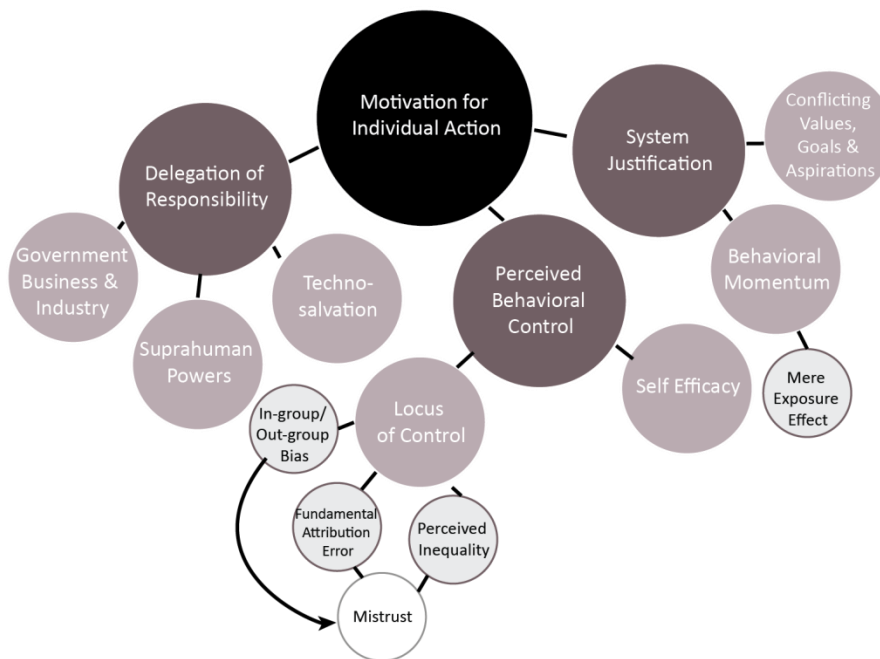 Motivation for
Individual Action
Delegation of
Responsibility
System
Justification
Conflicting
Values,
Goals &
Aspirations
Government
Business &
Industry
Techno-
salvation
Suprahuman
Powers
Perceived
Behavioral
Control
Behavioral
Momentum
Mere
Exposure
Effect
Self Efficacy
Locus
of Control
In-group/
Out-group
Bias
Fundamental
Attribution
Error
Perceived
Inequality
Mistrust